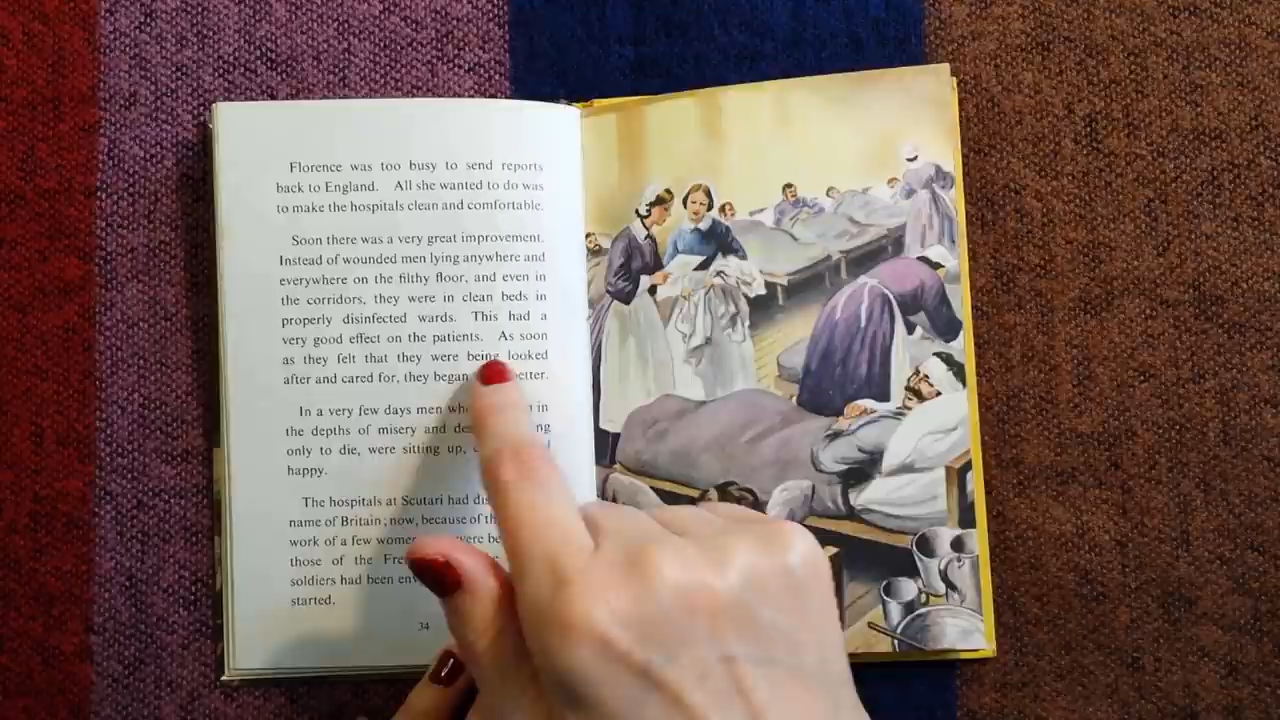 Florence was too busy to send reports
back to England. All she wanted to do was
to make the hospitals clean and comfortable.
Soon there was a very great improvement.
Instead of wounded men lying anywhere and
everywhere on the filthy floor, and even in
the corridors, they were in clean beds in
properly disinfected wards. This had a
very good effect on the patients. As soon
as they felt that they were being looked
after and cared for, they began better.
In a very few days men in
the depths of misery and
only to die, were sitting up,
happy.
The hospitals at Scutari had
name of Britain; now, because of
work of a few women were
those of the
soldiers had been
started.
34